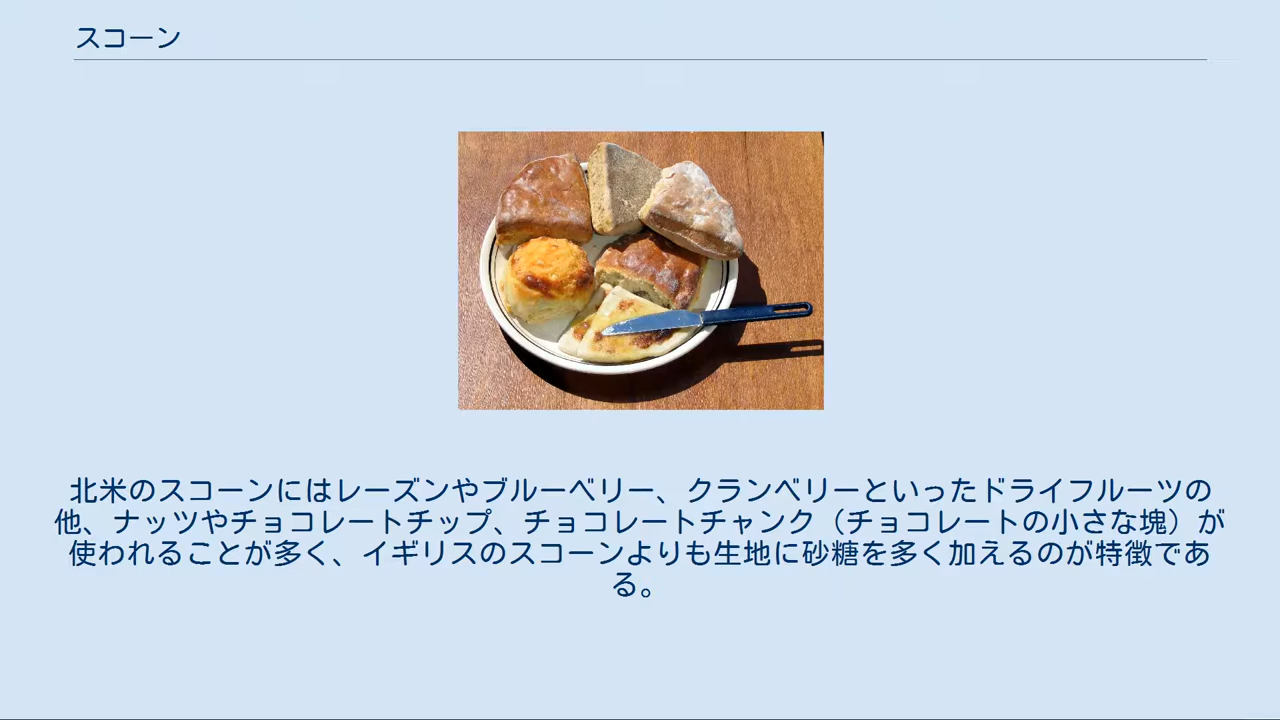 スコーン
北米のスコーンにはレーズンやブルーベリー、クランベリーといったドライフルーツの
他、ナッツやチョコレートチップ、チョコレートチャンク（チョコレートの小さな塊）が
使われることが多く、イギリスのスコーンよりも生地に砂糖を多く加えるのが特徴であ
る。